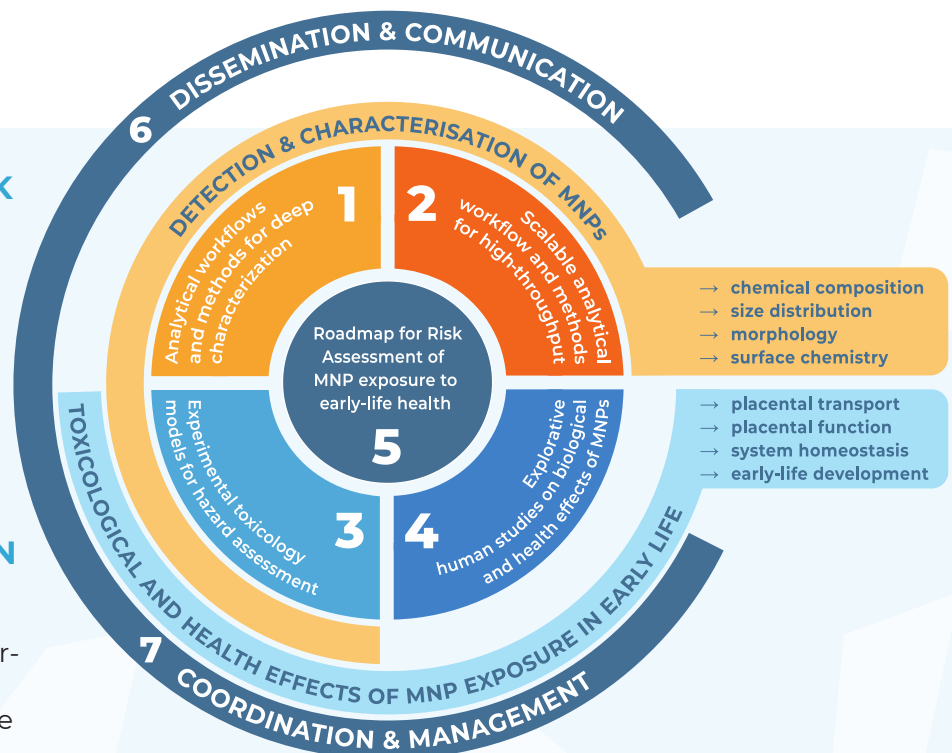 6 DISSEMINATION & COMMUNICATION
DETECTION & CHARACTERISATION OF MNPs
1
Analytical workflows
and methods for deep
characterization
2
Scalable analytical
workflow and methods
for high-throughput
→ chemical composition
→ size distribution
→ morphology
→ surface chemistry
Roadmap for Risk
Assessment of
MNP exposure to
early-life health
5
→ placental transport
→ placental function
→ system homeostasis
→ early-life development
3
Experimental toxicology
models for hazard assessment
4
Explorative
human studies on biological
and health effects of MNPs
TOXICOLOGICAL AND HEALTH EFFECTS OF MNP EXPOSURE IN EARLY LIFE
7 COORDINATION & MANAGEMENT
K
N
r-
e